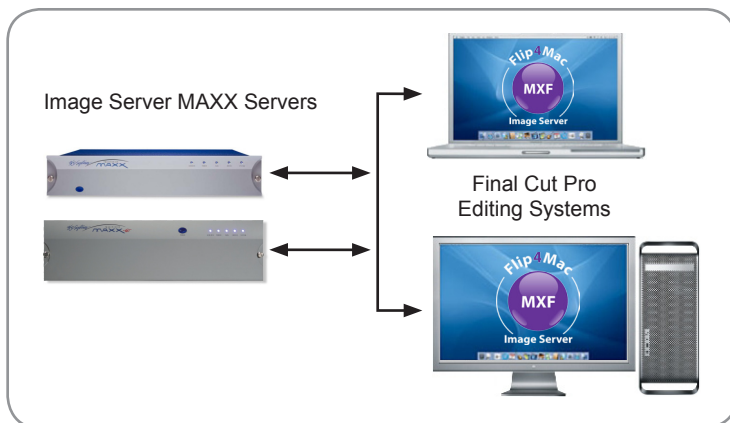 Image Server MAXX Servers
MAXX
MAXX
Flip4Mac
MXF
Image Server
Final Cut Pro
Editing Systems
Flip4Mac
MXF
Image Server